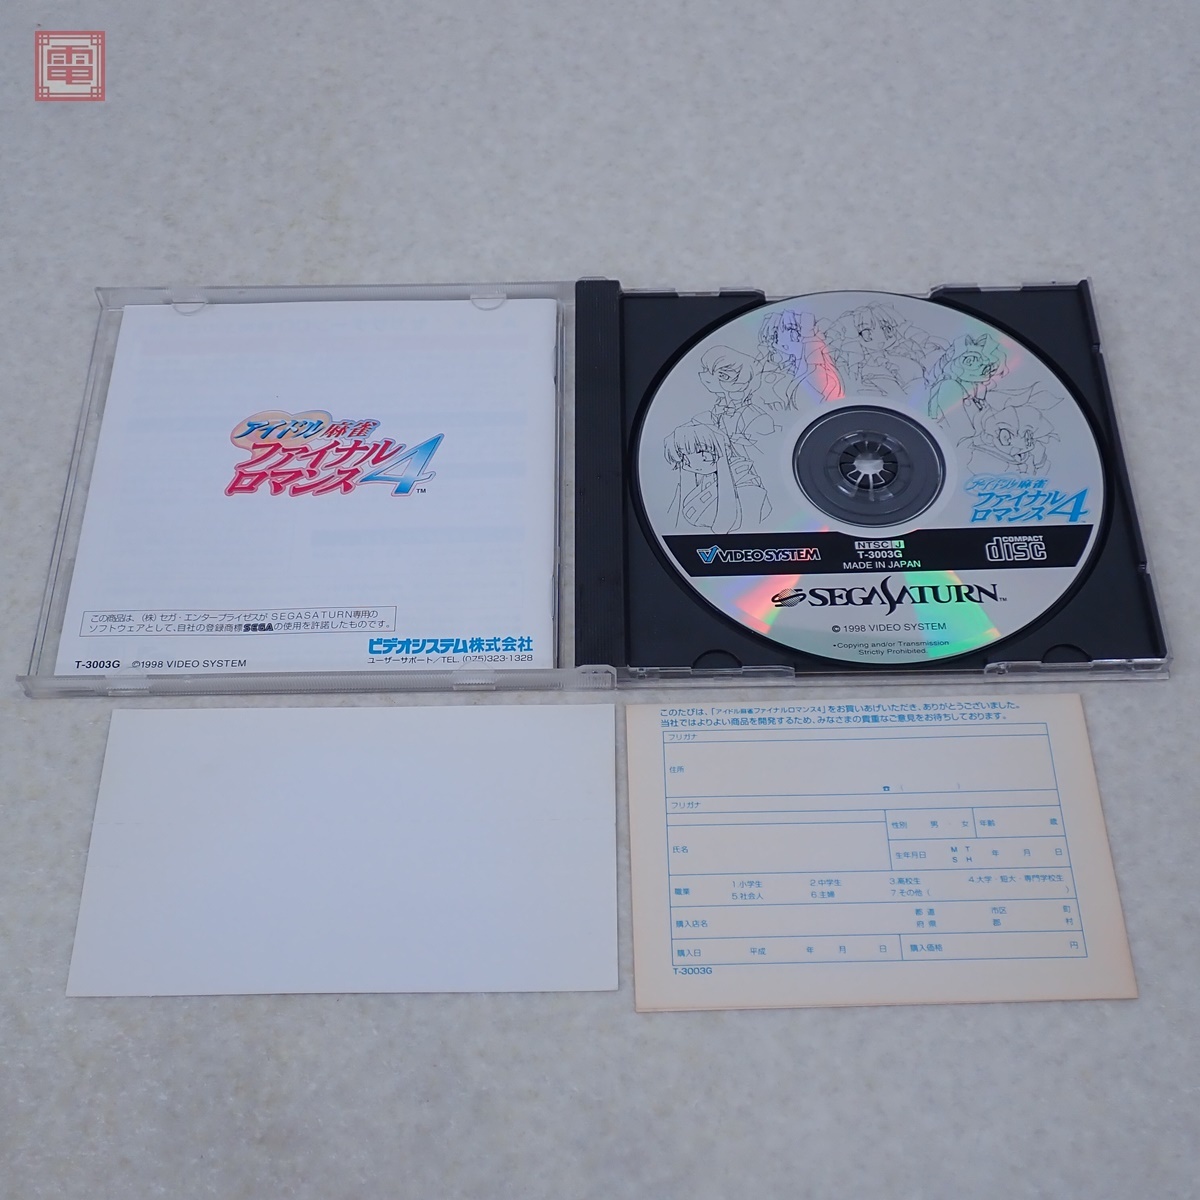 電
アイドル麻雀
ファイナル
ロマンス4™
この商品は、(株)セガ・エンタープライゼスがSEGASATURN専用の
ソフトウェアとして、自社の登録商標SEGAの使用を許諾したものです。
ビデオシステム株式会社
ユーザーサポート/TEL.(075)323-1328
T-3003G ©1998 VIDEO SYSTEM
アイドル麻雀
ファイナル
ロマンス4
VIDEOSYSTEM
NTSC J
T-3003G
MADE IN JAPAN
COMPACT
disc
SEGASATURN™
© 1998 VIDEO SYSTEM
•Copying and/or Transmission
Strictly Prohibited.
このたびは、「アイドル麻雀ファイナルロマンス4」をお買いあげいただき、ありがとうございました。
当社ではよりよい商品を開発するため、みなさまの貴重なご意見をお待ちしております。
フリガナ
住所
☎ ( )
フリガナ
氏名
性別 男 女 年齢 歳
生年月日 M T S H 年 月 日
職業 1.小学生 2.中学生 3.高校生 4.大学・短大・専門学校生
5.社会人 6.主婦 7.その他( )
購入店名 都道府県 市区郡 町村
購入日 平成 年 月 日 購入価格 円
T-3003G